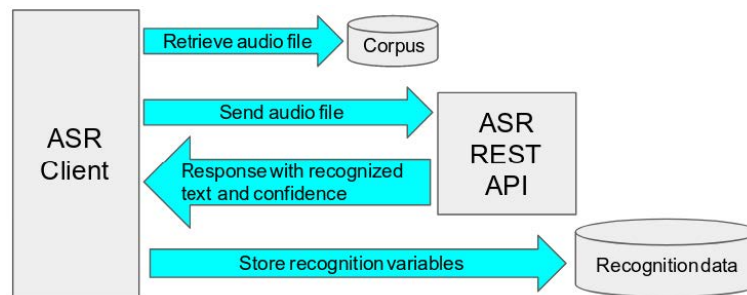 Retrieve audio file
Corpus
Send audio file
ASR
Client
ASR
REST
API
Response with recognized
text and confidence
Store recognition variables
Recognition data